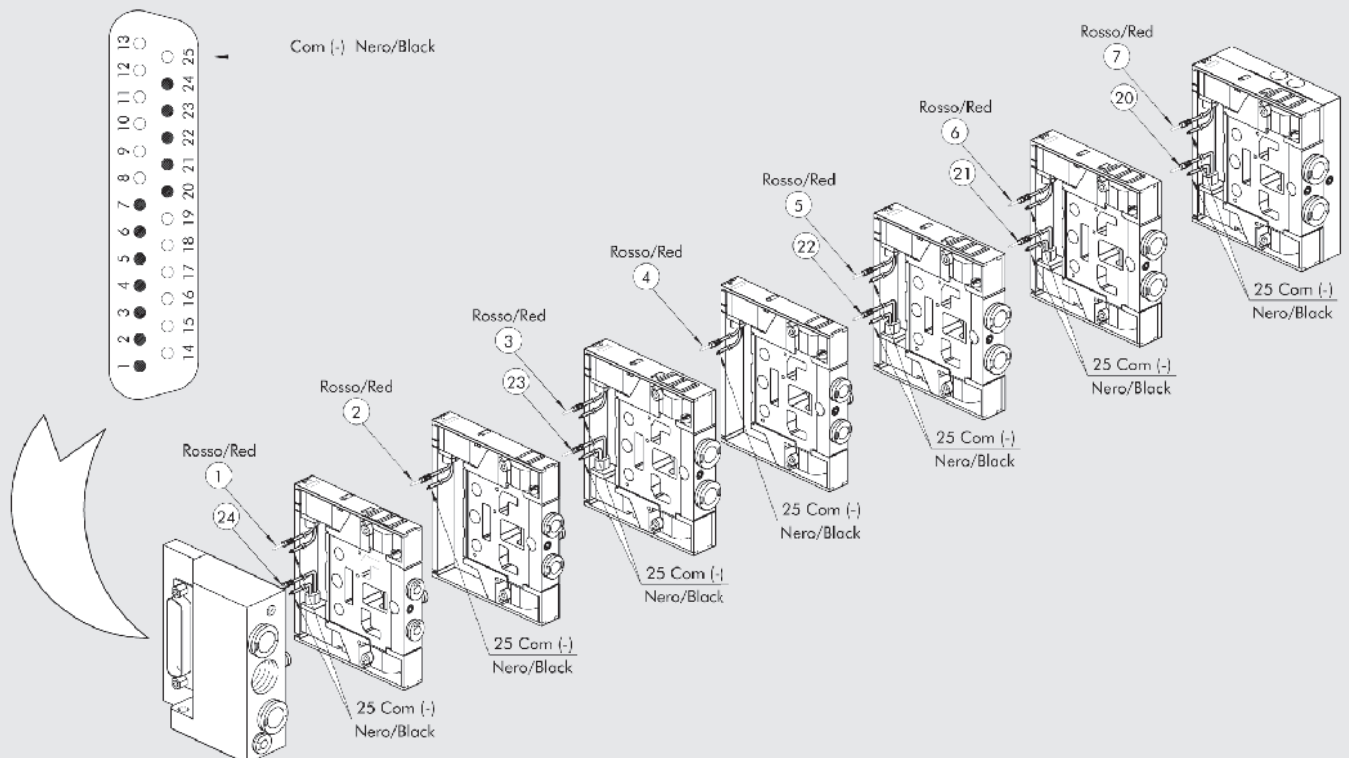 13
12
11
10
9
8
7
6
5
4
3
2
1
25
24
23
22
21
20
19
18
17
16
15
14
Com (-) Nero/Black
Rosso/Red
1
24
25 Com (-)
Nero/Black
Rosso/Red
2
25 Com (-)
Nero/Black
Rosso/Red
3
23
25 Com (-)
Nero/Black
Rosso/Red
4
25 Com (-)
Nero/Black
Rosso/Red
5
22
25 Com (-)
Nero/Black
Rosso/Red
6
21
25 Com (-)
Nero/Black
Rosso/Red
7
20
25 Com (-)
Nero/Black